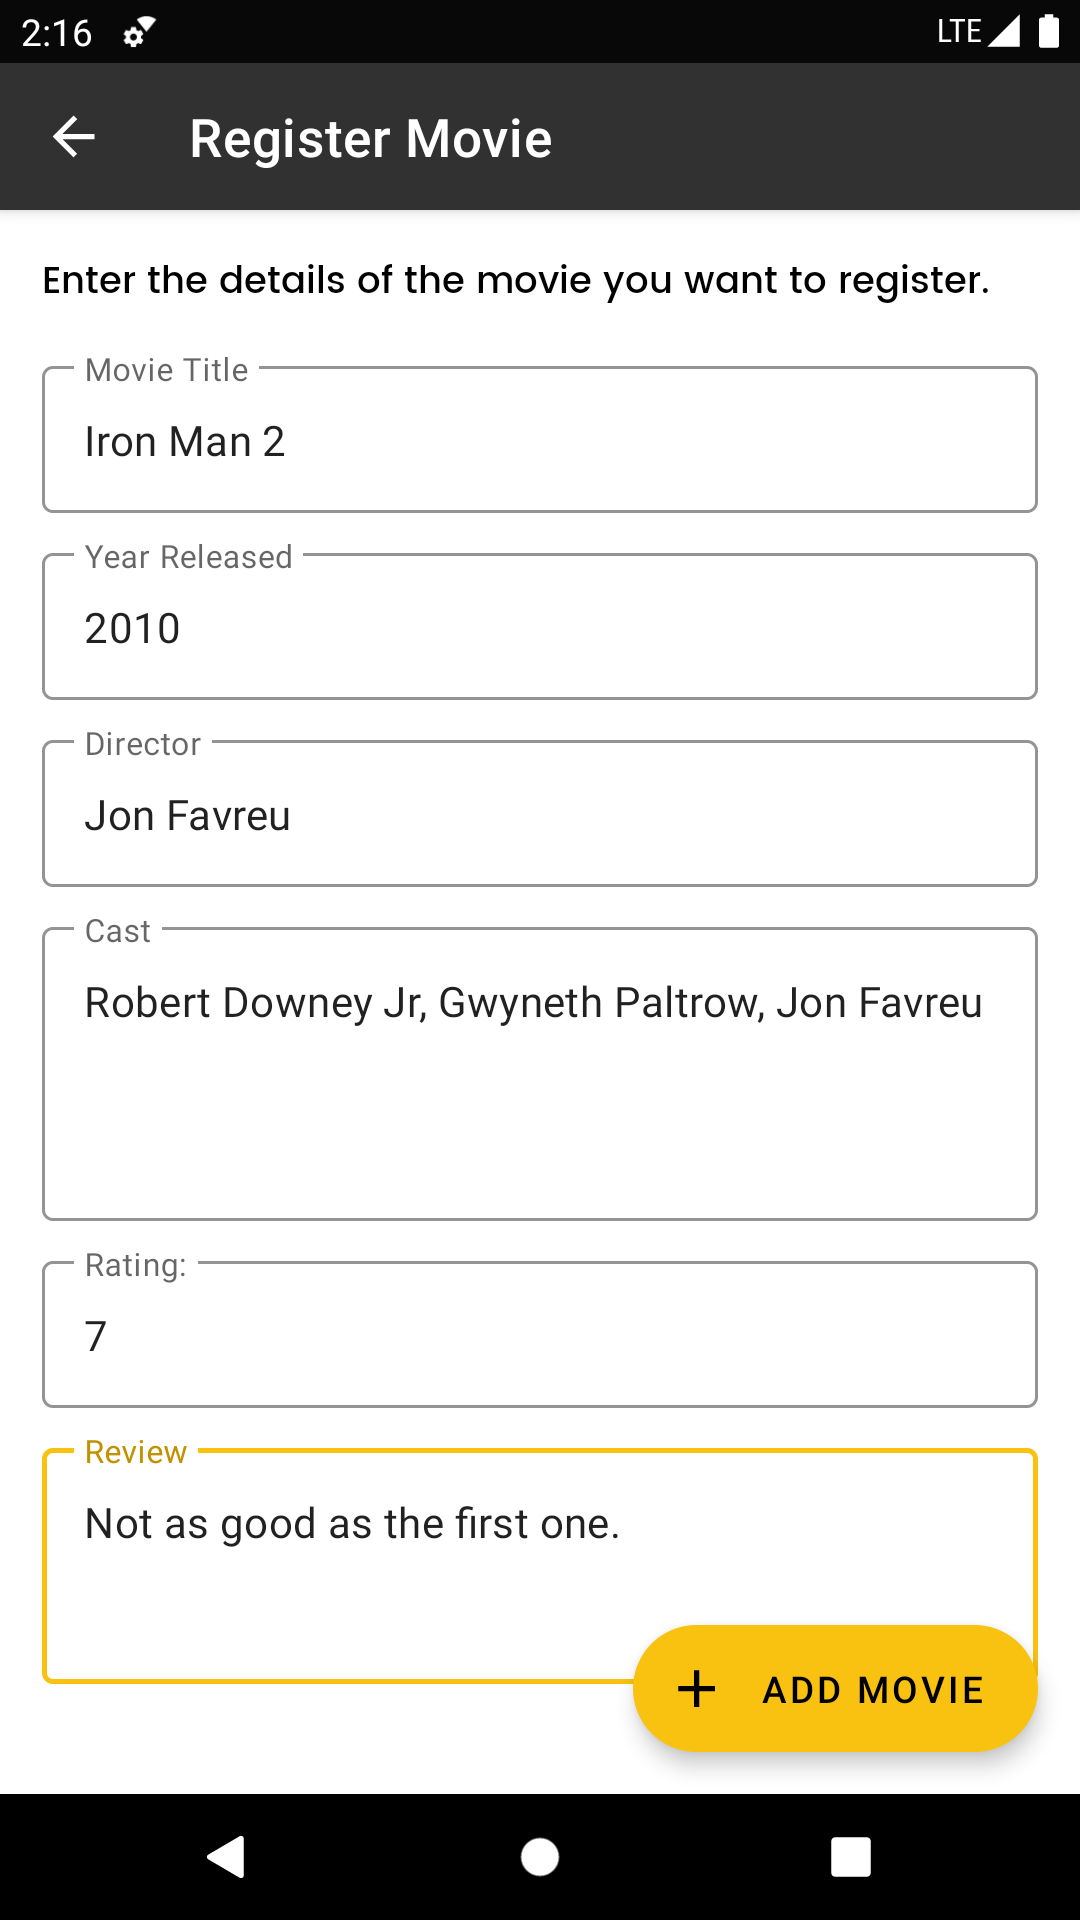 2:16 LTE
Register Movie
Enter the details of the movie you want to register.
Movie Title
Iron Man 2
Year Released
2010
Director
Jon Favreu
Cast
Robert Downey Jr, Gwyneth Paltrow, Jon Favreu
Rating:
7
Review
Not as good as the first one.
ADD MOVIE